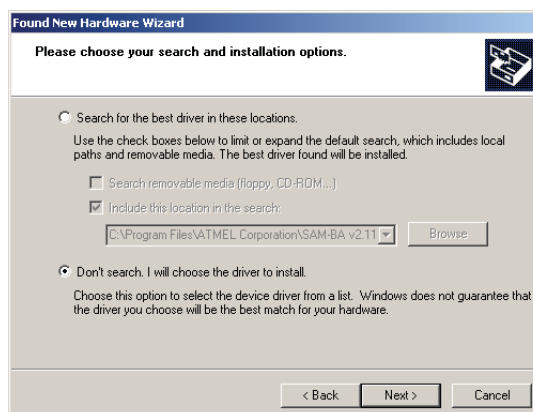 Found New Hardware Wizard
Please choose your search and installation options.
Search for the best driver in these locations.
Use the check boxes below to limit or expand the default search, which includes local
paths and removable media. The best driver found will be installed.
Search removable media (floppy, CD-ROM...)
Include this location in the search:
C:\Program Files\ATMEL Corporation\SAM-BA v2.11
Browse
Don't search. I will choose the driver to install.
Choose this option to select the device driver from a list. Windows does not guarantee that
the driver you choose will be the best match for your hardware.
< Back
Next >
Cancel